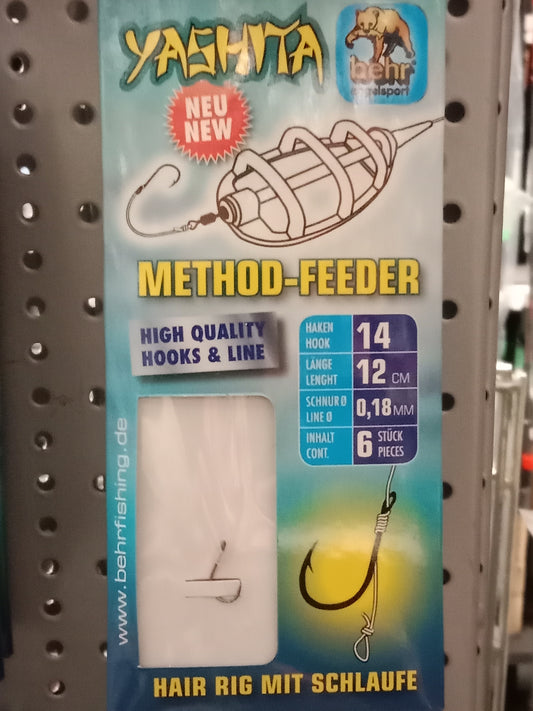 YASHITA
behr
angelsport
NEU
NEW
METHOD-FEEDER
HIGH QUALITY
HOOKS & LINE
HAKEN
HOOK
14
LÄNGE
LENGHT
12 CM
SCHNUR Ø
LINE Ø
0,18 MM
INHALT
CONT.
6 STÜCK
PIECES
www.behrfishing.de
HAIR RIG MIT SCHLAUFE